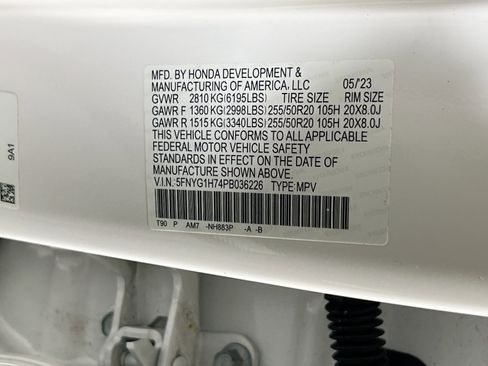 MFD. BY HONDA DEVELOPMENT &
MANUFACTURING OF AMERICA, LLC 05/'23
GVWR 2810 KG(6195LBS) TIRE SIZE RIM SIZE
GAWR F 1360 KG(2998LBS) 255/50R20 105H 20X8.0J
GAWR R 1515 KG(3340LBS) 255/50R20 105H 20X8.0J
THIS VEHICLE CONFORMS TO ALL APPLICABLE
FEDERAL MOTOR VEHICLE SAFETY
STANDARDS IN EFFECT ON THE DATE OF
MANUFACTURE SHOWN ABOVE.
V.I.N.: 5FNYG1H74PB036226 TYPE: MPV
T90 P AM7 -NH883P -A -B
9A1